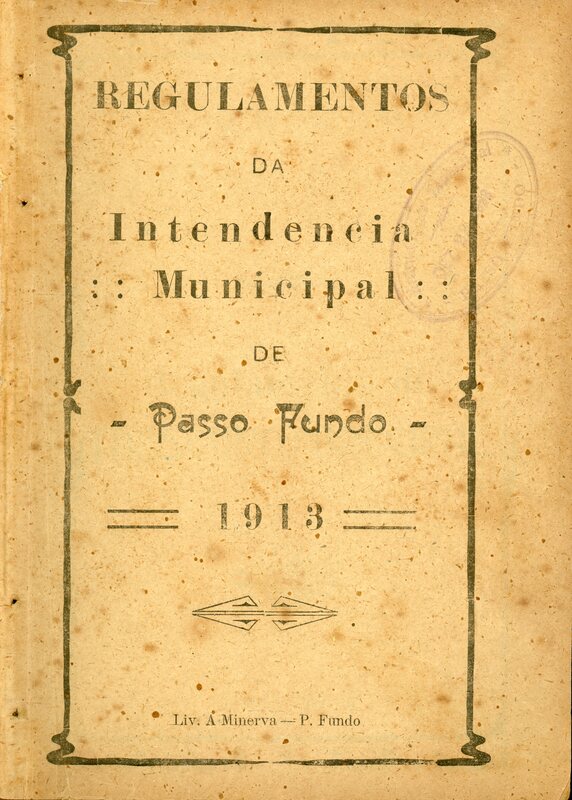 REGULAMENTOS
DA
Intendencia
:: Municipal ::
DE
- Passo Fundo -
1913
Liv. A Minerva — P. Fundo